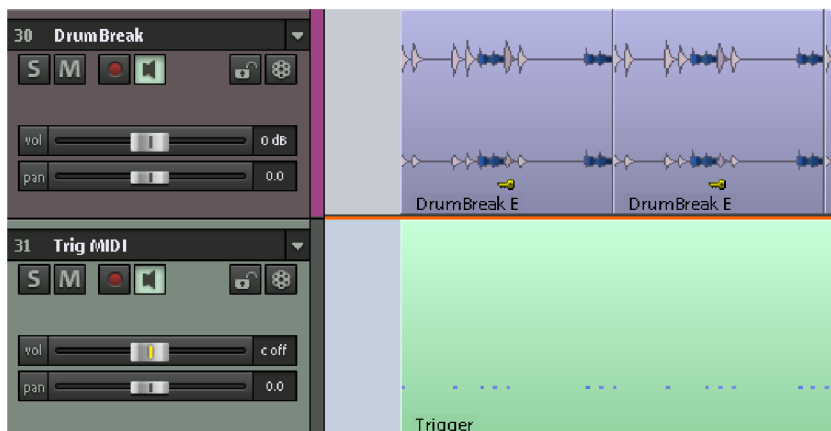 30 DrumBreak
S M
vol 0 dB
pan 0.0
DrumBreak E DrumBreak E
31 Trig MIDI
S M
vol c off
pan 0.0
Trigger